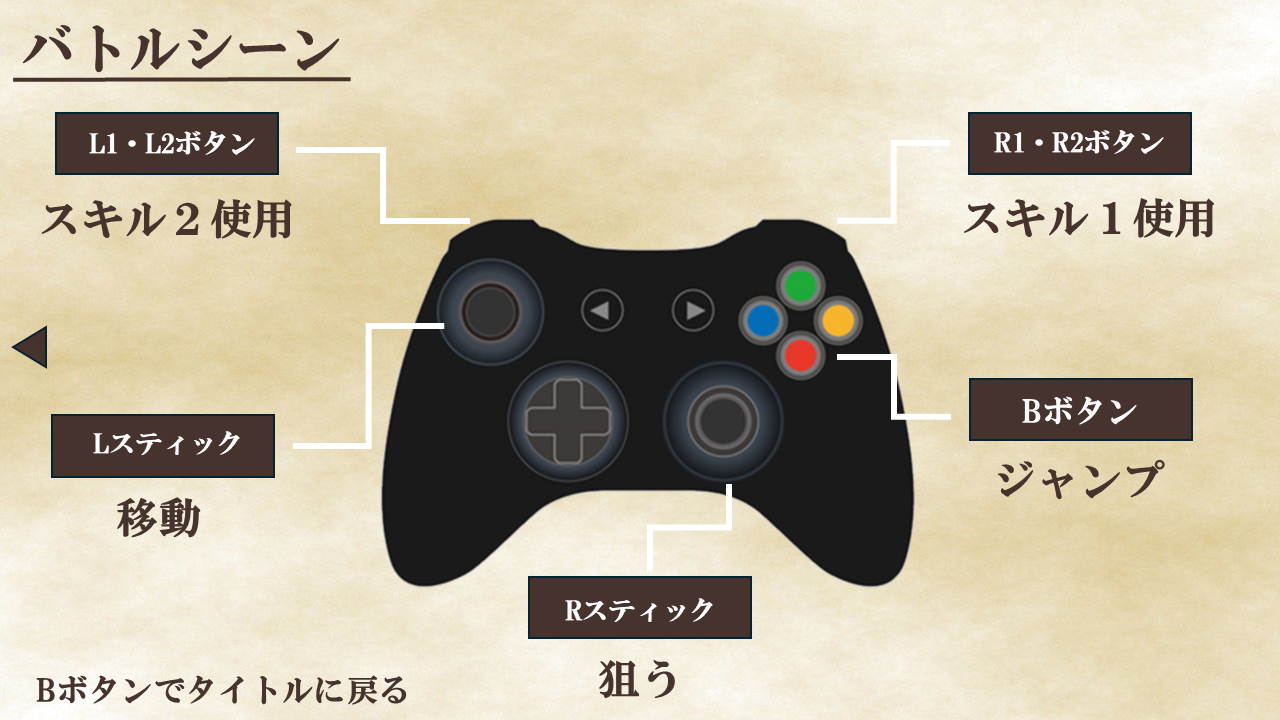 バトルシーン
L1・L2ボタン
スキル２使用
R1・R2ボタン
スキル１使用
Lスティック
移動
Bボタン
ジャンプ
Rスティック
狙う
Bボタンでタイトルに戻る